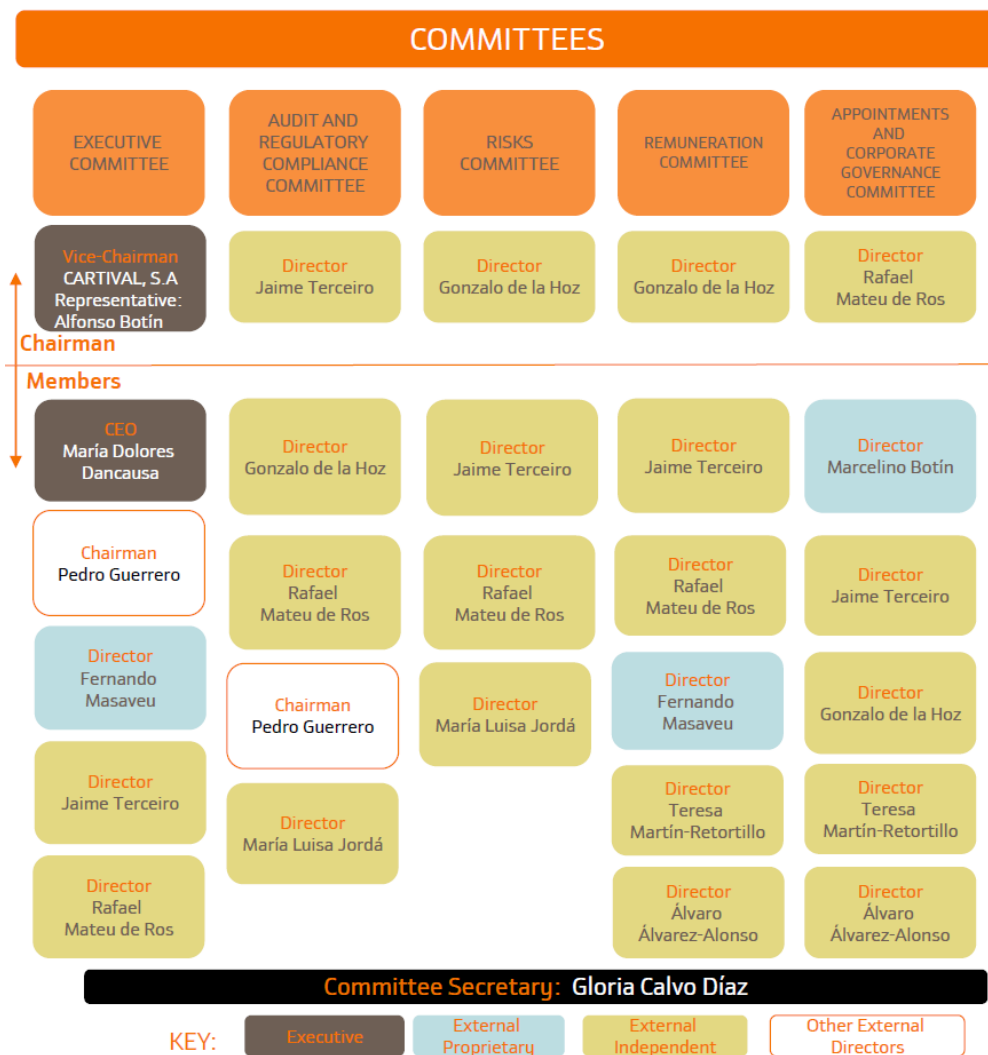 COMMITTEES
EXECUTIVE
COMMITTEE
AUDIT AND
REGULATORY
COMPLIANCE
COMMITTEE
RISKS
COMMITTEE
REMUNERATION
COMMITTEE
APPOINTMENTS
AND
CORPORATE
GOVERNANCE
COMMITTEE
Vice-Chairman
CARTIVAL, S.A
Representative:
Alfonso Botín
Director
Jaime Terceiro
Director
Gonzalo de la Hoz
Director
Gonzalo de la Hoz
Director
Rafael
Mateu de Ros
Chairman
Members
CEO
María Dolores
Dancausa
Director
Gonzalo de la Hoz
Director
Jaime Terceiro
Director
Jaime Terceiro
Director
Marcelino Botín
Chairman
Pedro Guerrero
Director
Rafael
Mateu de Ros
Director
Rafael
Mateu de Ros
Director
Rafael
Mateu de Ros
Director
Jaime Terceiro
Director
Fernando
Masaveu
Chairman
Pedro Guerrero
Director
María Luisa Jordá
Director
Fernando
Masaveu
Director
Gonzalo de la Hoz
Director
Jaime Terceiro
Director
María Luisa Jordá
Director
Teresa
Martín-Retortillo
Director
Teresa
Martín-Retortillo
Director
Rafael
Mateu de Ros
Director
Álvaro
Álvarez-Alonso
Director
Álvaro
Álvarez-Alonso
Committee Secretary: Gloria Calvo Díaz
KEY:
Executive
External
Proprietary
External
Independent
Other External
Directors